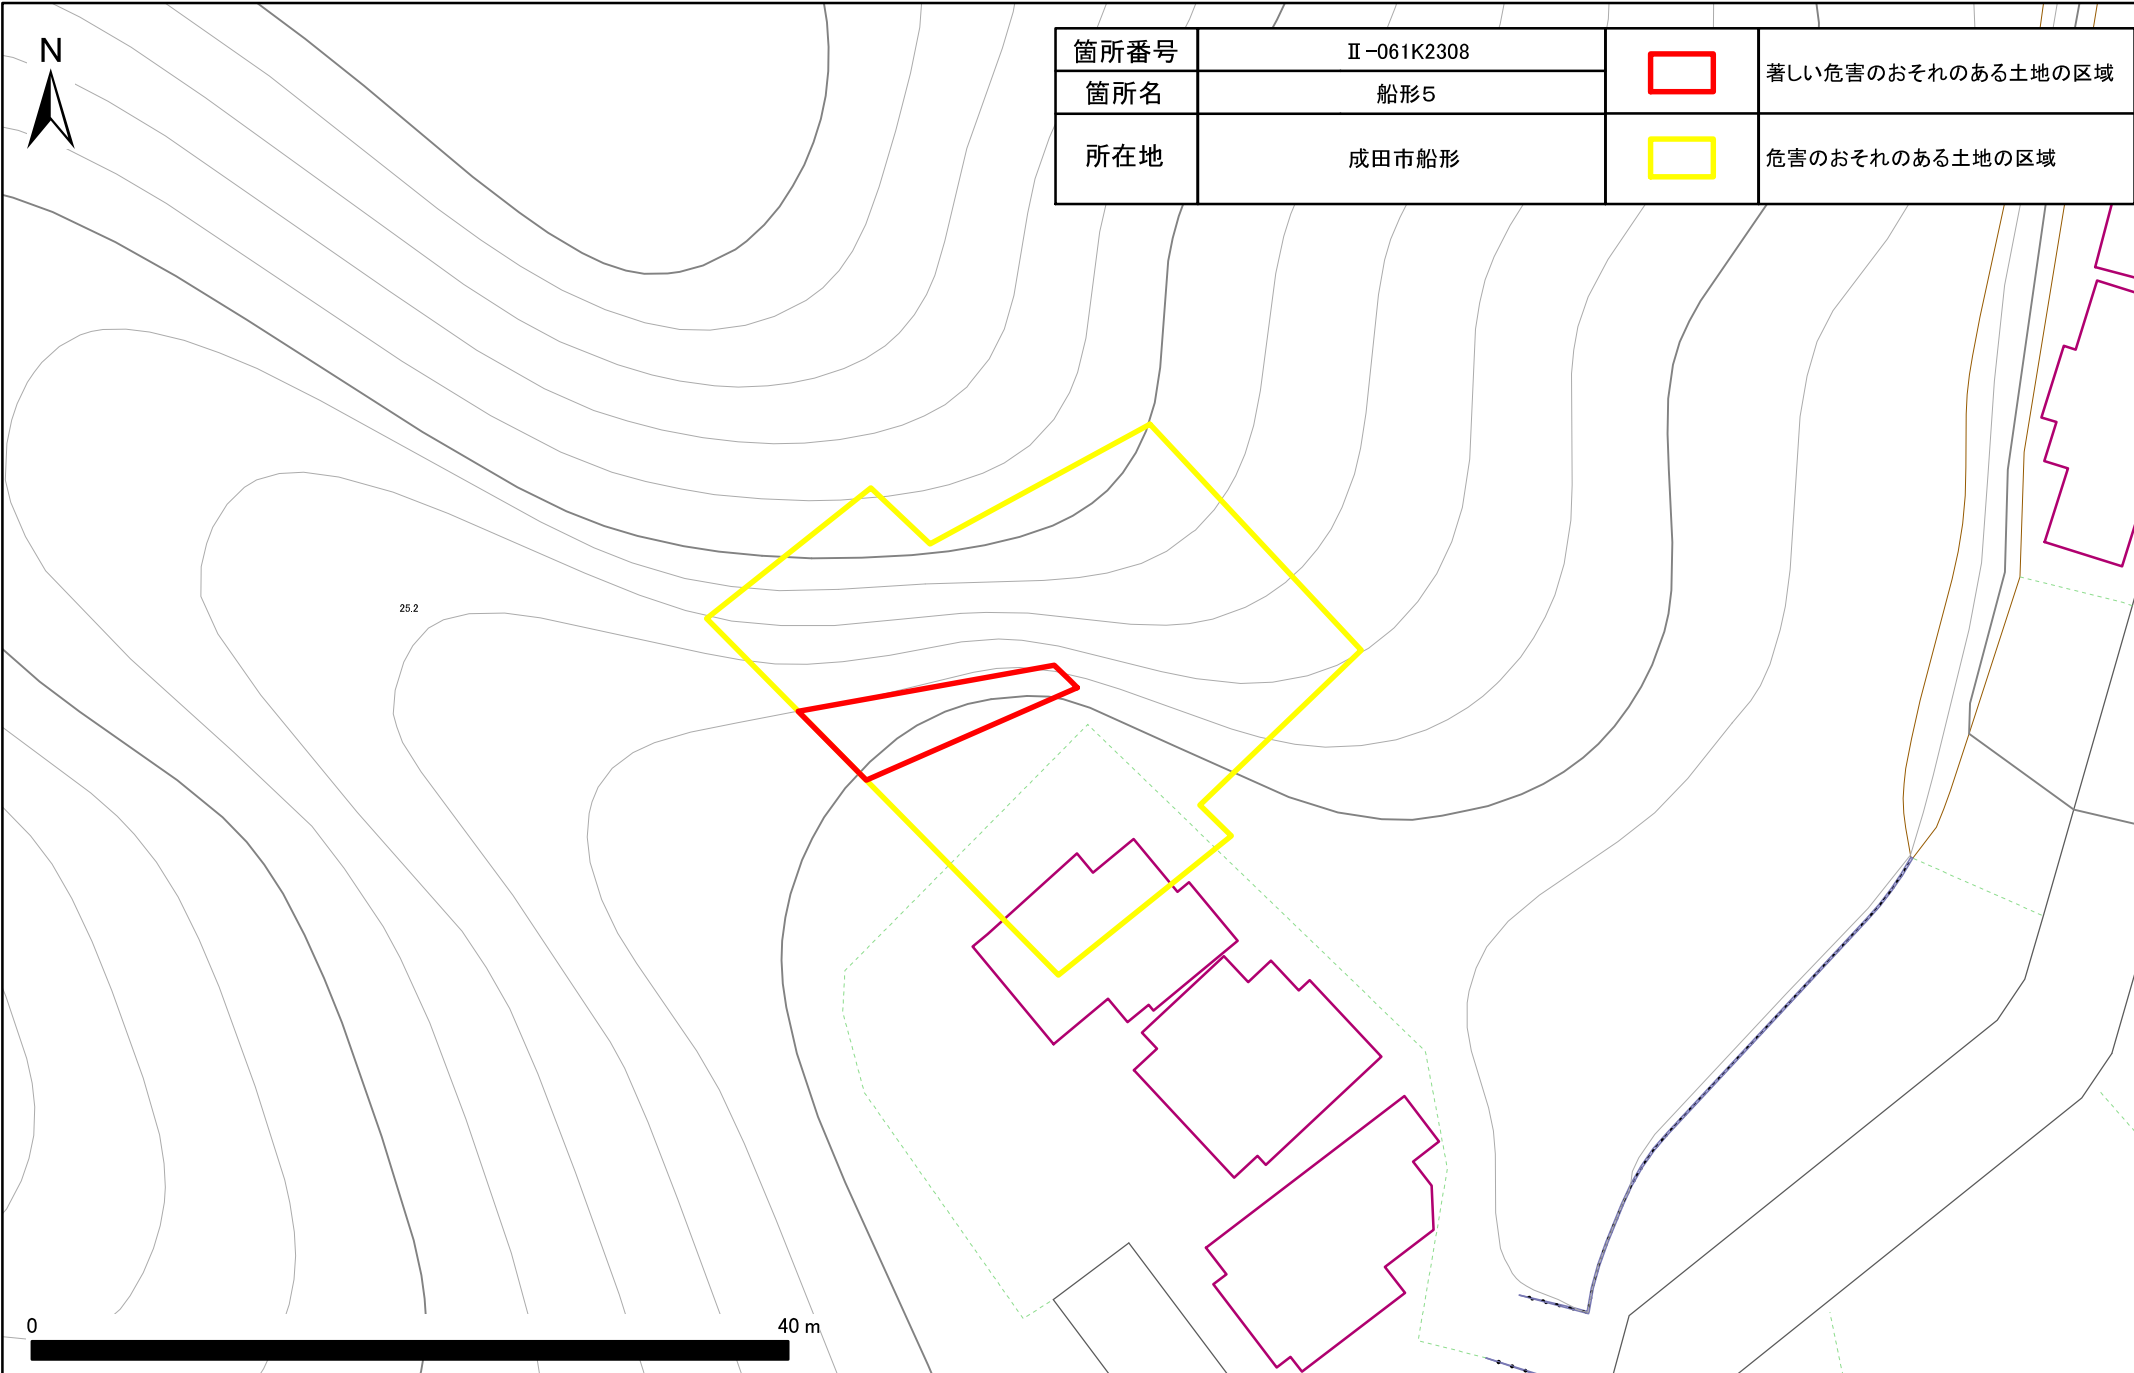 N
箇所番号
Ⅱ-061K2308
著しい危害のおそれのある土地の区域
箇所名
船形5
所在地
成田市船形
危害のおそれのある土地の区域
25.2
0
40 m